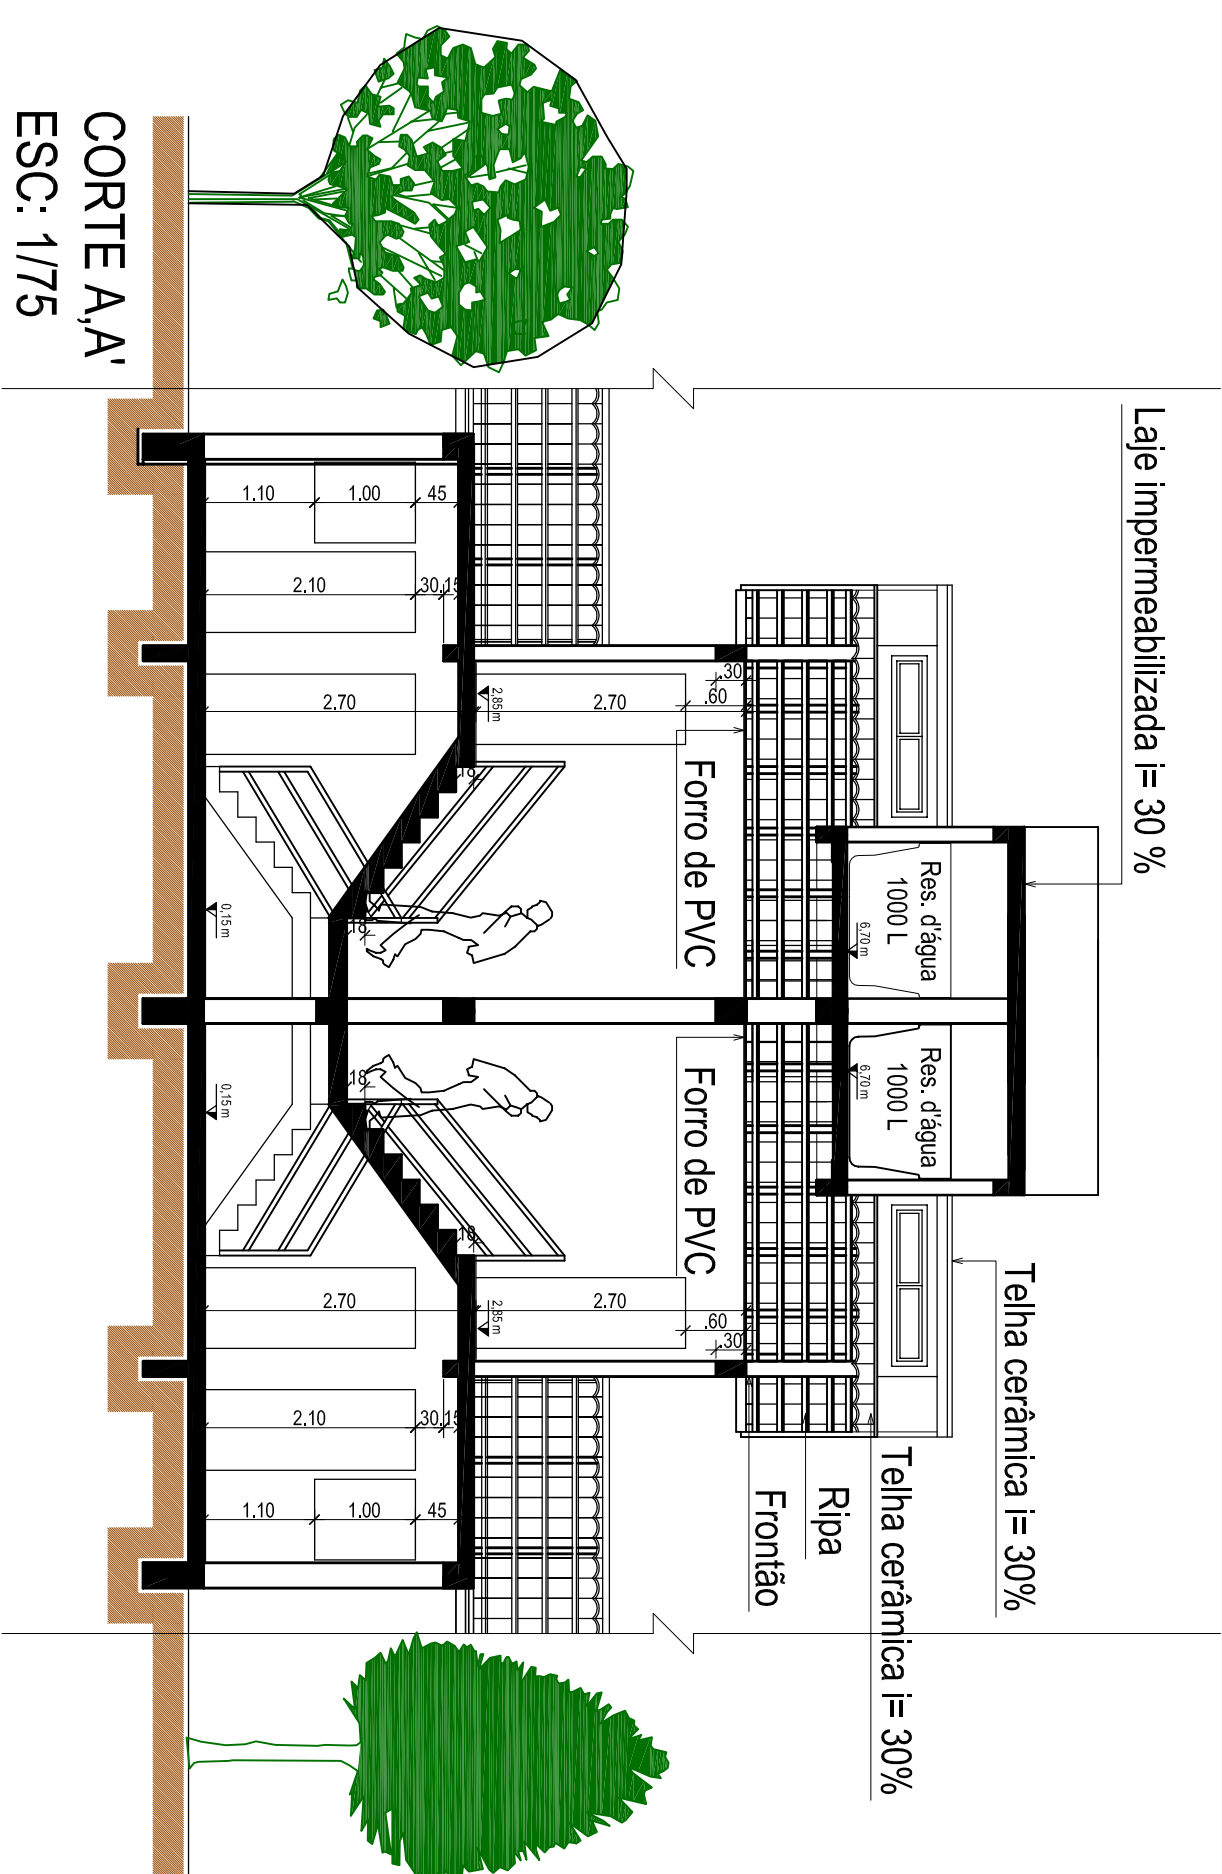 Laje impermeabilizada i= 30 %
Telha cerâmica i= 30%
Telha cerâmica i= 30%
Ripa
Frontão
Res. d'água
1000 L
Res. d'água
1000 L
6,70 m
6,70 m
Forro de PVC
Forro de PVC
.30
.60
2.70
2,85 m
2.70
.60
.30
2,85 m
18
18
18
18
45
1.00
1.10
30
.15
2.10
2.70
0,15 m
0,15 m
2.70
30
.15
2.10
45
1.00
1.10
CORTE A,A'
ESC: 1/75